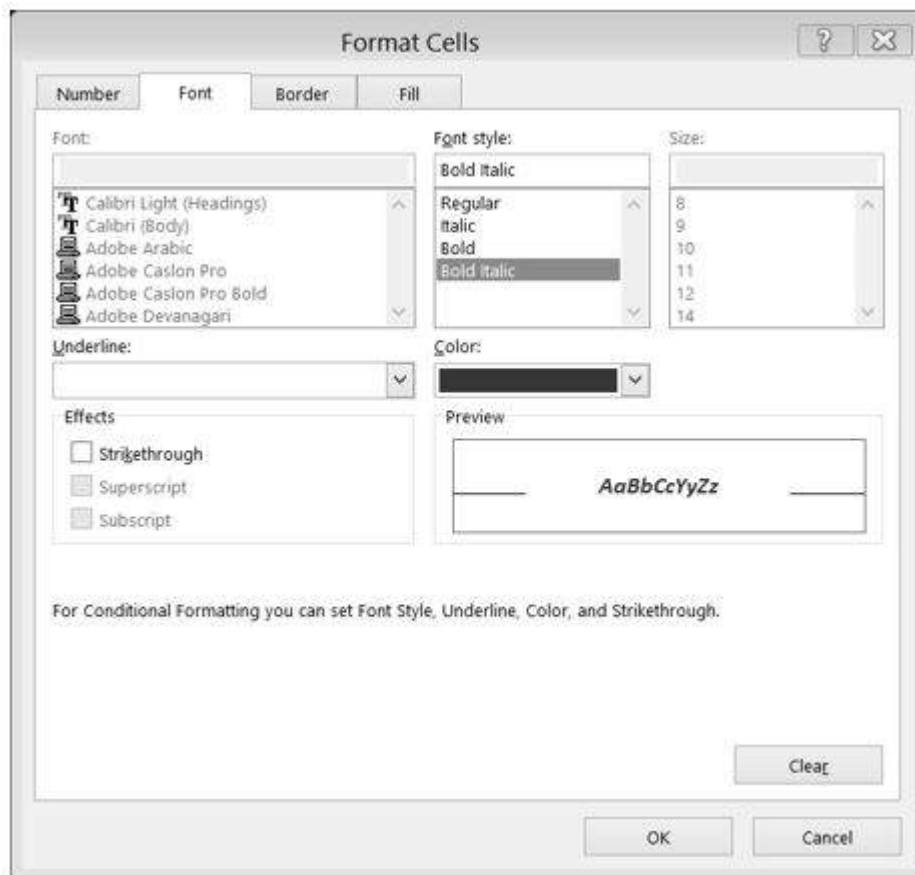 Format Cells
Number Font Border Fill
Font: Font style: Size:
Bold Italic
Calibri Light (Headings) Regular 8
Calibri (Body) Italic 9
Adobe Arabic Bold 10
Adobe Caslon Pro Bold Italic 11
Adobe Caslon Pro Bold 12
Adobe Devanagari 14
Underline: Color:
Effects Preview
Strikethrough
AaBbCcYyZz
Superscript
Subscript
For Conditional Formatting you can set Font Style, Underline, Color, and Strikethrough.
Clear
OK Cancel